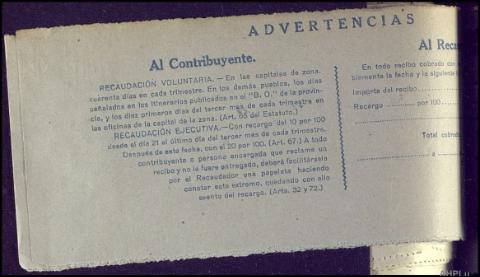 ADVERTENCIAS
Al Contribuyente.
RECAUDACIÓN VOLUNTARIA.—En las capitales de zona,
cuarenta días en cada trimestre. En los demás pueblos, los días
señalados en los itinerarios publicados en el "B. O." de la provin-
cia, y los diez primeros días del tercer mes de cada trimestre en
las oficinas de la capital de la zona. (Art. 65 del Estatuto.)
RECAUDACIÓN EJECUTIVA.—Con recargo del 10 por 100
desde el día 21 al último día del tercer mes de cada trimestre.
Después de esta fecha, con el 20 por 100. (Art. 67.) A todo
contribuyente o persona encargada que reclame un
recibo y no le fuere entregado, deberá facilitársele
por el Recaudador una papeleta haciendo
constar este extremo, quedando con ello
exento del recargo. (Arts. 32 y 72.)
Al Reca
En todo recibo cobrado con
blemente la fecha y la siguiente
Importe del recibo
Recargo por 100
Total cobrado
a